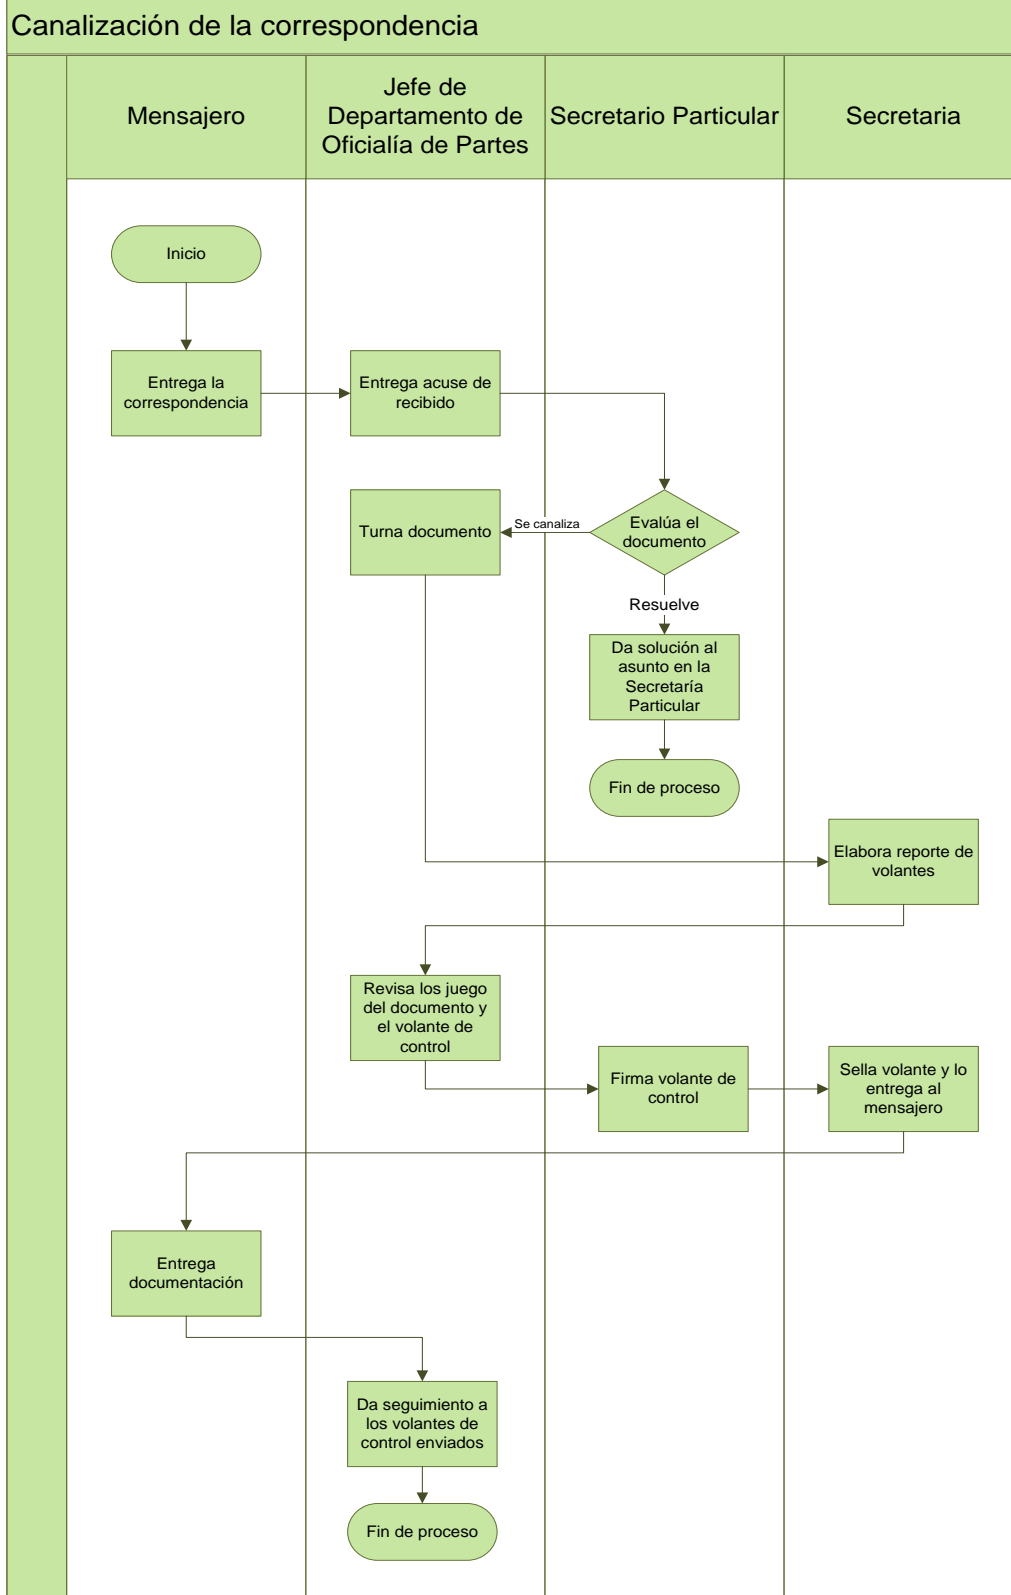 Canalización de la correspondencia
Mensajero
Jefe de
Departamento de
Oficialía de Partes
Secretario Particular
Secretaria
Inicio
Entrega la
correspondencia
Entrega acuse de
recibido
Turna documento
Se canaliza
Evalúa el
documento
Resuelve
Da solución al
asunto en la
Secretaría
Particular
Fin de proceso
Elabora reporte de
volantes
Revisa los juego
del documento y
el volante de
control
Firma volante de
control
Sella volante y lo
entrega al
mensajero
Entrega
documentación
Da seguimiento a
los volantes de
control enviados
Fin de proceso